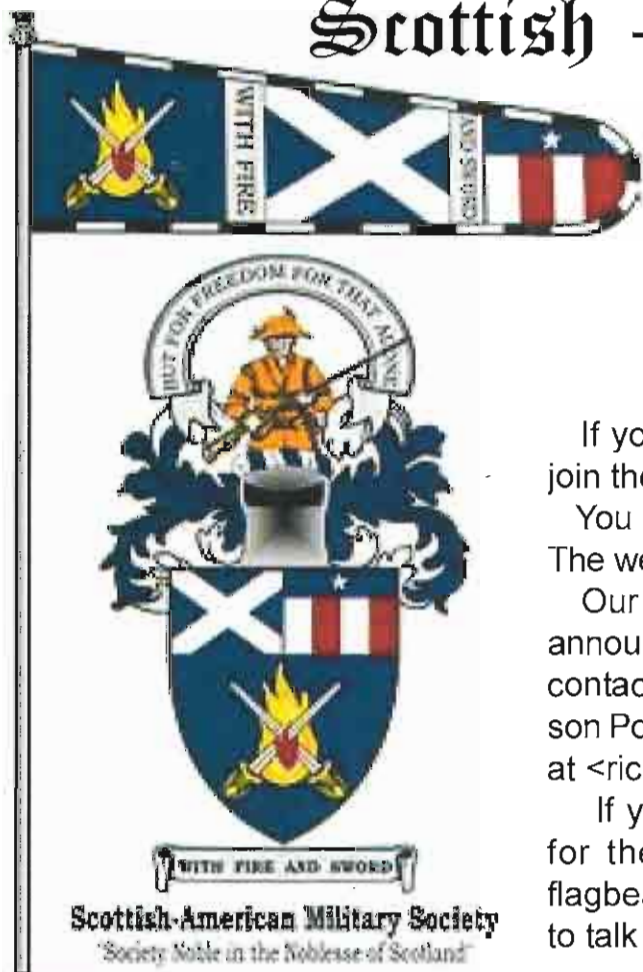 Scottish -
WITH FIRE
AND SWORD
BUT FOR FREEDOM FOR THAT ALONE
WITH FIRE AND SWORD
Scottish-American Military Society
"Society Noble in the Noblesse of Scotland"
If yo
join the
You
The we
Our
annou
contac
son Po
at <ric
If y
for the
flagbea
to talk